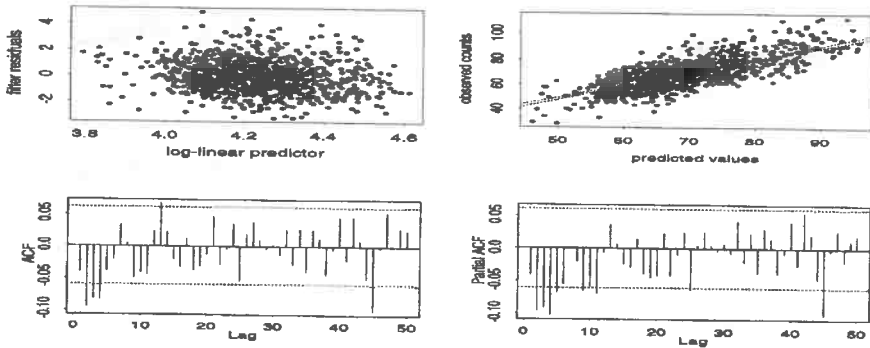 filter residuals
4
2
0
-2
3.8 4.0 4.2 4.4 4.6
log-linear predictor
observed counts
100
80
60
40
50 60 70 80 90
predicted values
ACF
0.05
0.0
-0.05
-0.10
0 10 20 30 40 50
Lag
Partial ACF
0.05
0.0
-0.05
-0.10
0 10 20 30 40 50
Lag